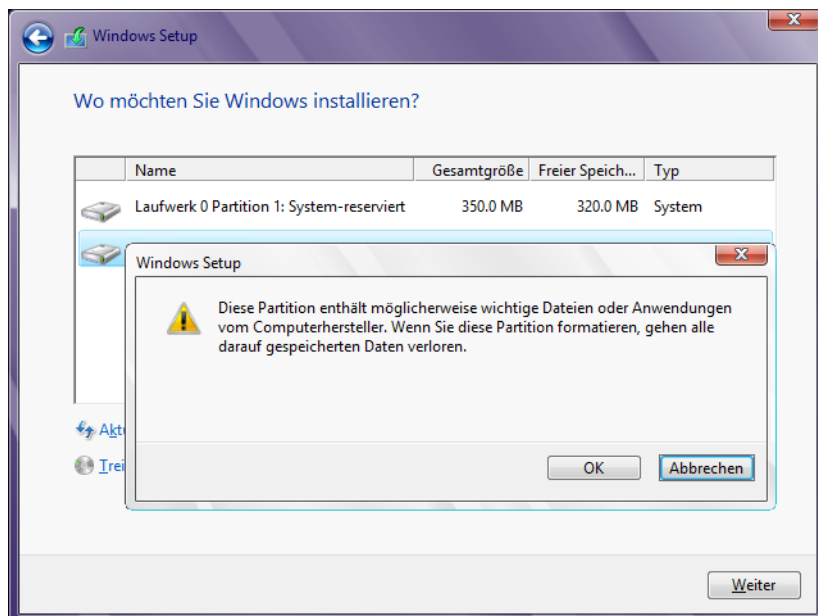 Windows Setup
Wo möchten Sie Windows installieren?
Name Gesamtgröße Freier Speich... Typ
Laufwerk 0 Partition 1: System-reserviert 350.0 MB 320.0 MB System
Windows Setup
Diese Partition enthält möglicherweise wichtige Dateien oder Anwendungen
vom Computerhersteller. Wenn Sie diese Partition formatieren, gehen alle
darauf gespeicherten Daten verloren.
OK Abbrechen
Weiter